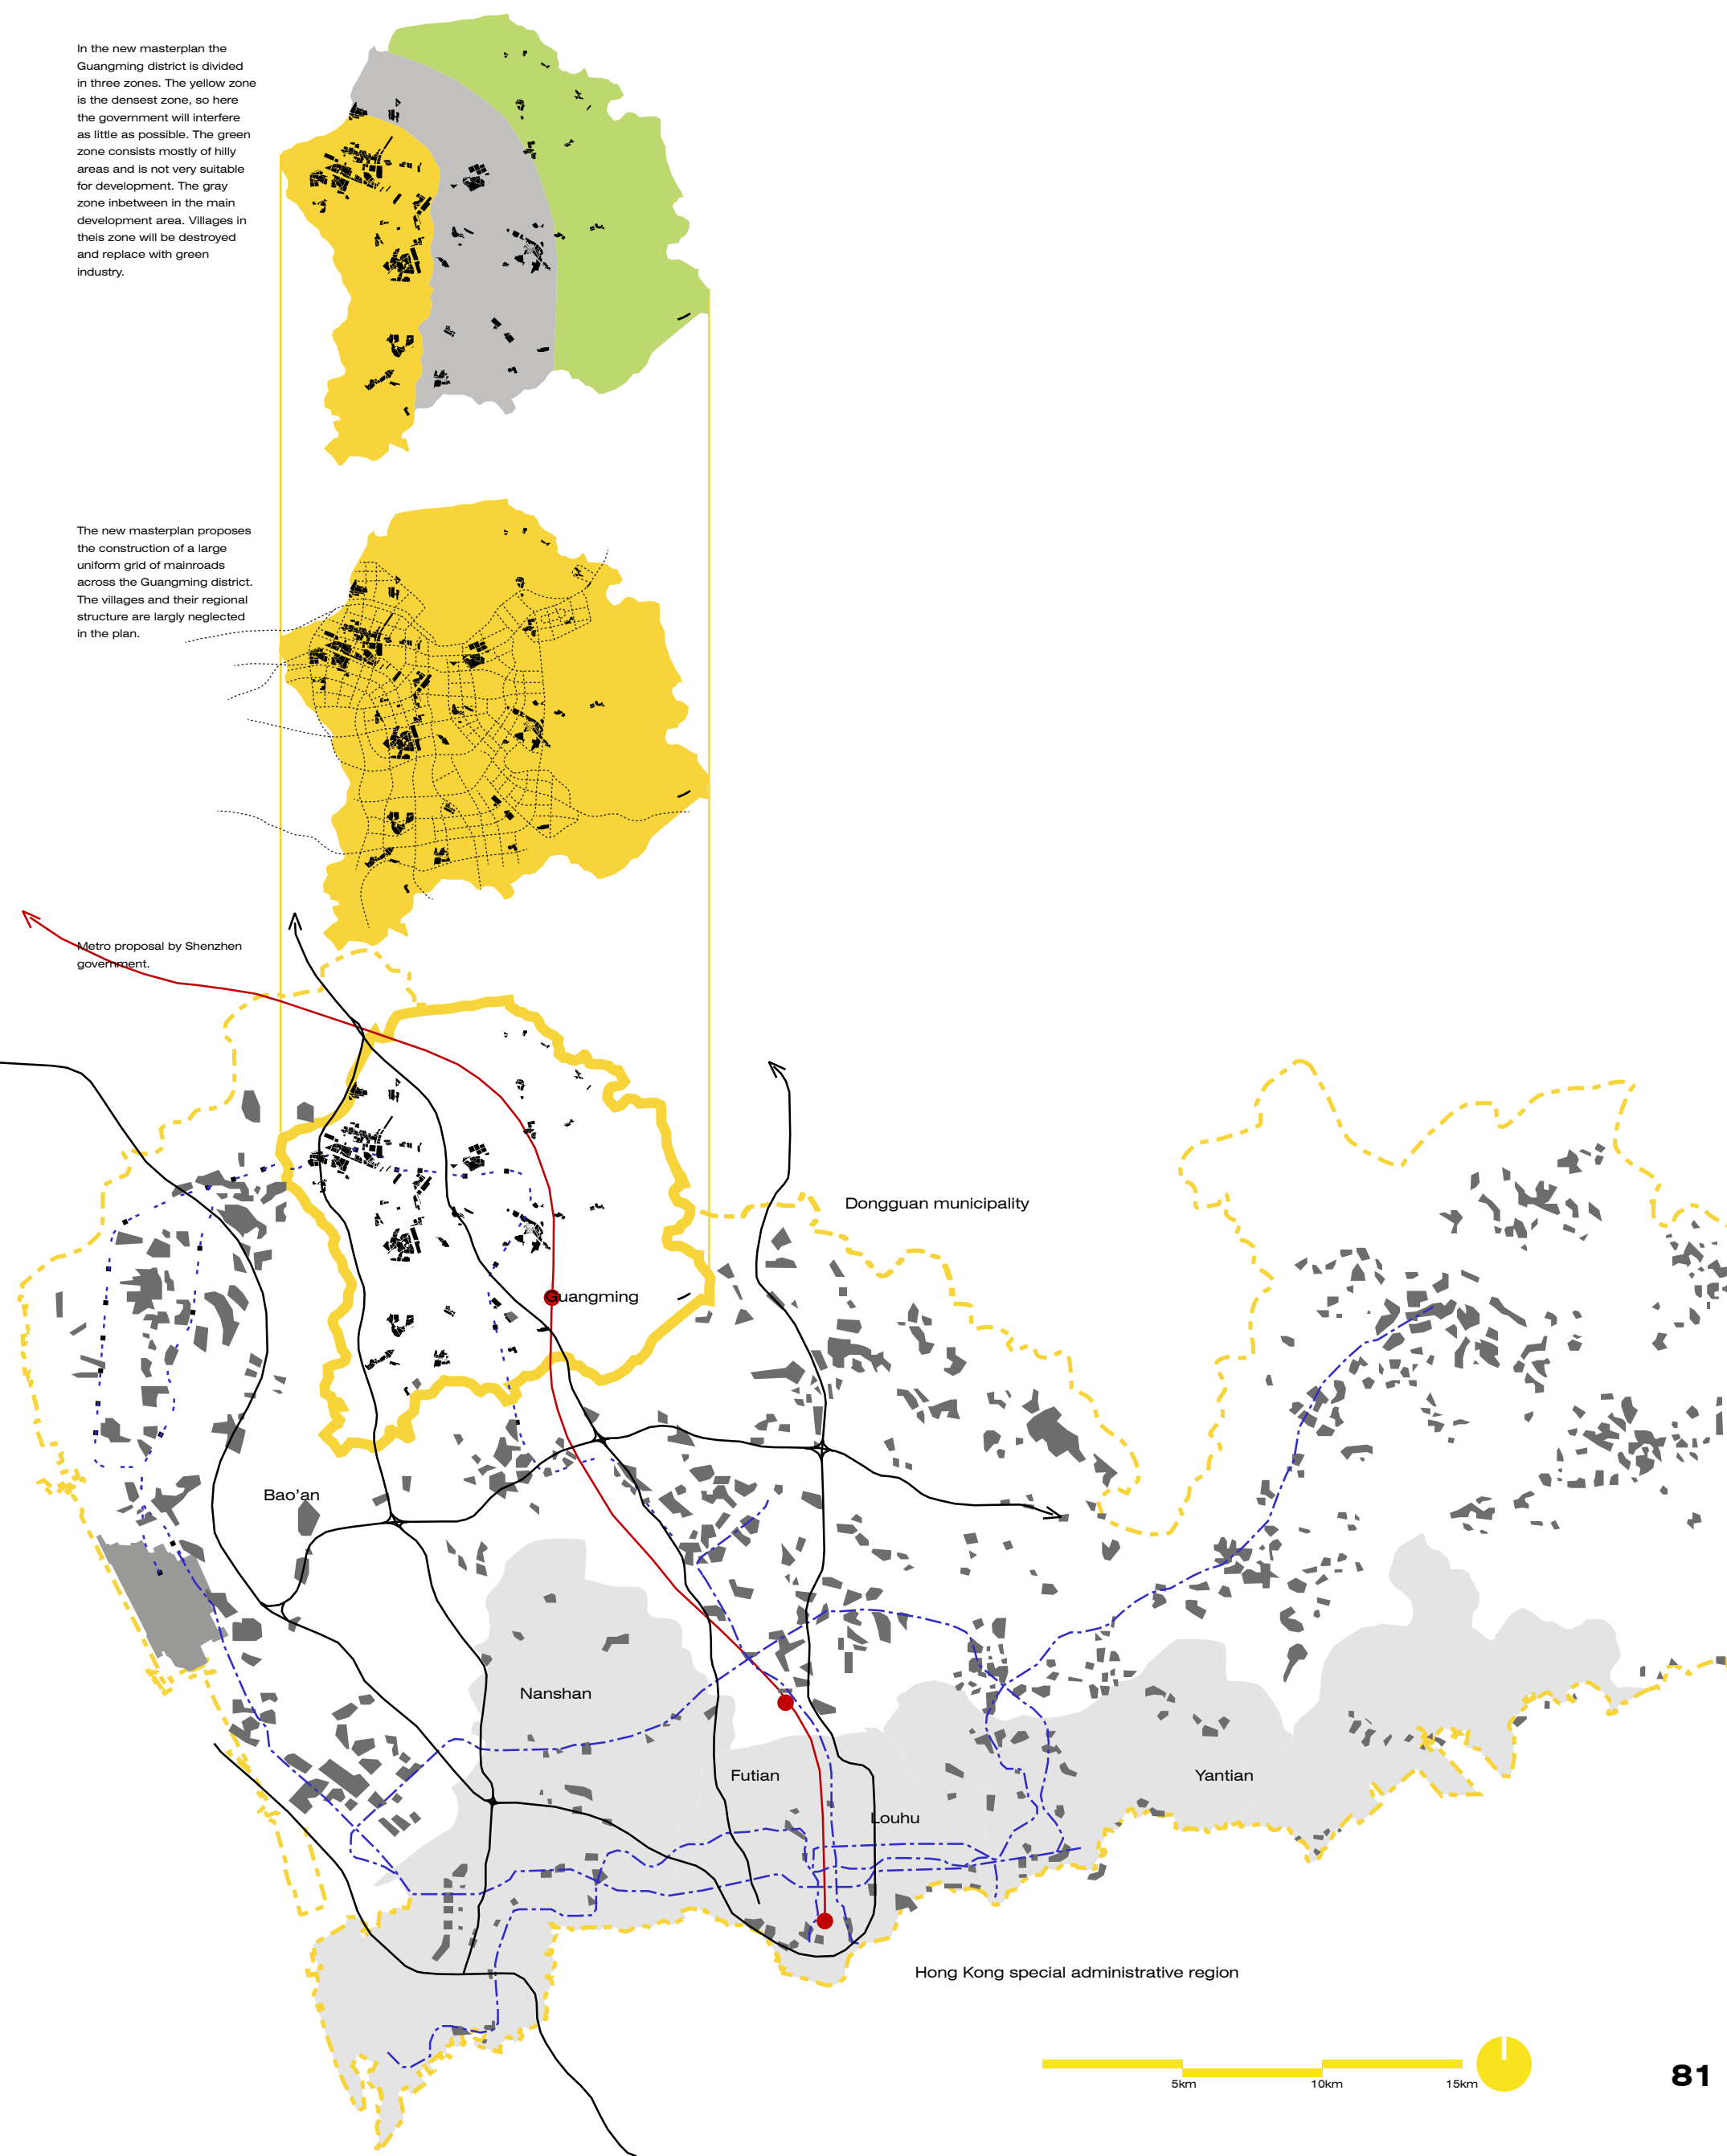 In the new masterplan the
Guangming district is divided
in three zones. The yellow zone
is the densest zone, so here
the government will interfere
as little as possible. The green
zone consists mostly of hilly
areas and is not very suitable
for development. The gray
zone inbetween in the main
development area. Villages in
theis zone will be destroyed
and replace with green
industry.
The new masterplan proposes
the construction of a large
uniform grid of mainroads
across the Guangming district.
The villages and their regional
structure are largely neglected
in the plan.
Metro proposal by Shenzhen
government.
Dongguan municipality
Guangming
Bao’an
Nanshan
Futian
Yantian
Louhu
Hong Kong special administrative region
5km
10km
15km
81